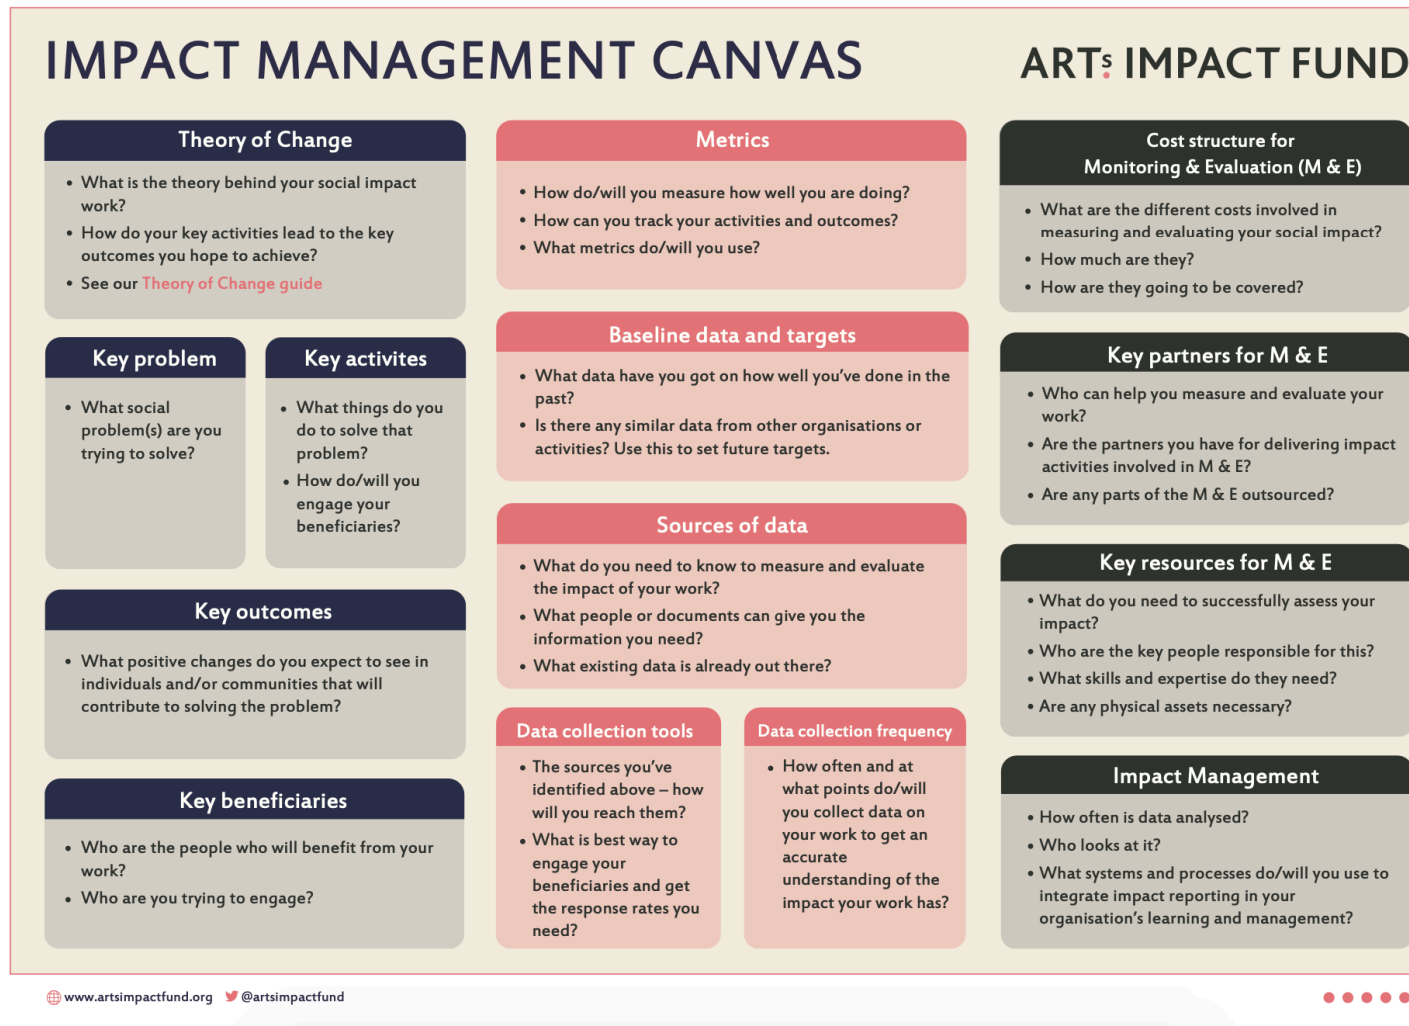 IMPACT MANAGEMENT CANVAS
ARTs IMPACT FUND
Theory of Change
• What is the theory behind your social impact
work?
• How do your key activities lead to the key
outcomes you hope to achieve?
• See our Theory of Change guide
Key problem
• What social
problem(s) are you
trying to solve?
Key activites
• What things do you
do to solve that
problem?
• How do/will you
engage your
beneficiaries?
Key outcomes
• What positive changes do you expect to see in
individuals and/or communities that will
contribute to solving the problem?
Key beneficiaries
• Who are the people who will benefit from your
work?
• Who are you trying to engage?
Metrics
• How do/will you measure how well you are doing?
• How can you track your activities and outcomes?
• What metrics do/will you use?
Baseline data and targets
• What data have you got on how well you've done in the
past?
• Is there any similar data from other organisations or
activities? Use this to set future targets.
Sources of data
• What do you need to know to measure and evaluate
the impact of your work?
• What people or documents can give you the
information you need?
• What existing data is already out there?
Data collection tools
• The sources you've
identified above – how
will you reach them?
• What is best way to
engage your
beneficiaries and get
the response rates you
need?
Data collection frequency
• How often and at
what points do/will
you collect data on
your work to get an
accurate
understanding of the
impact your work has?
Cost structure for
Monitoring & Evaluation (M & E)
• What are the different costs involved in
measuring and evaluating your social impact?
• How much are they?
• How are they going to be covered?
Key partners for M & E
• Who can help you measure and evaluate your
work?
• Are the partners you have for delivering impact
activities involved in M & E?
• Are any parts of the M & E outsourced?
Key resources for M & E
• What do you need to successfully assess your
impact?
• Who are the key people responsible for this?
• What skills and expertise do they need?
• Are any physical assets necessary?
Impact Management
• How often is data analysed?
• Who looks at it?
• What systems and processes do/will you use to
integrate impact reporting in your
organisation's learning and management?
www.artsimpactfund.org @artsimpactfund